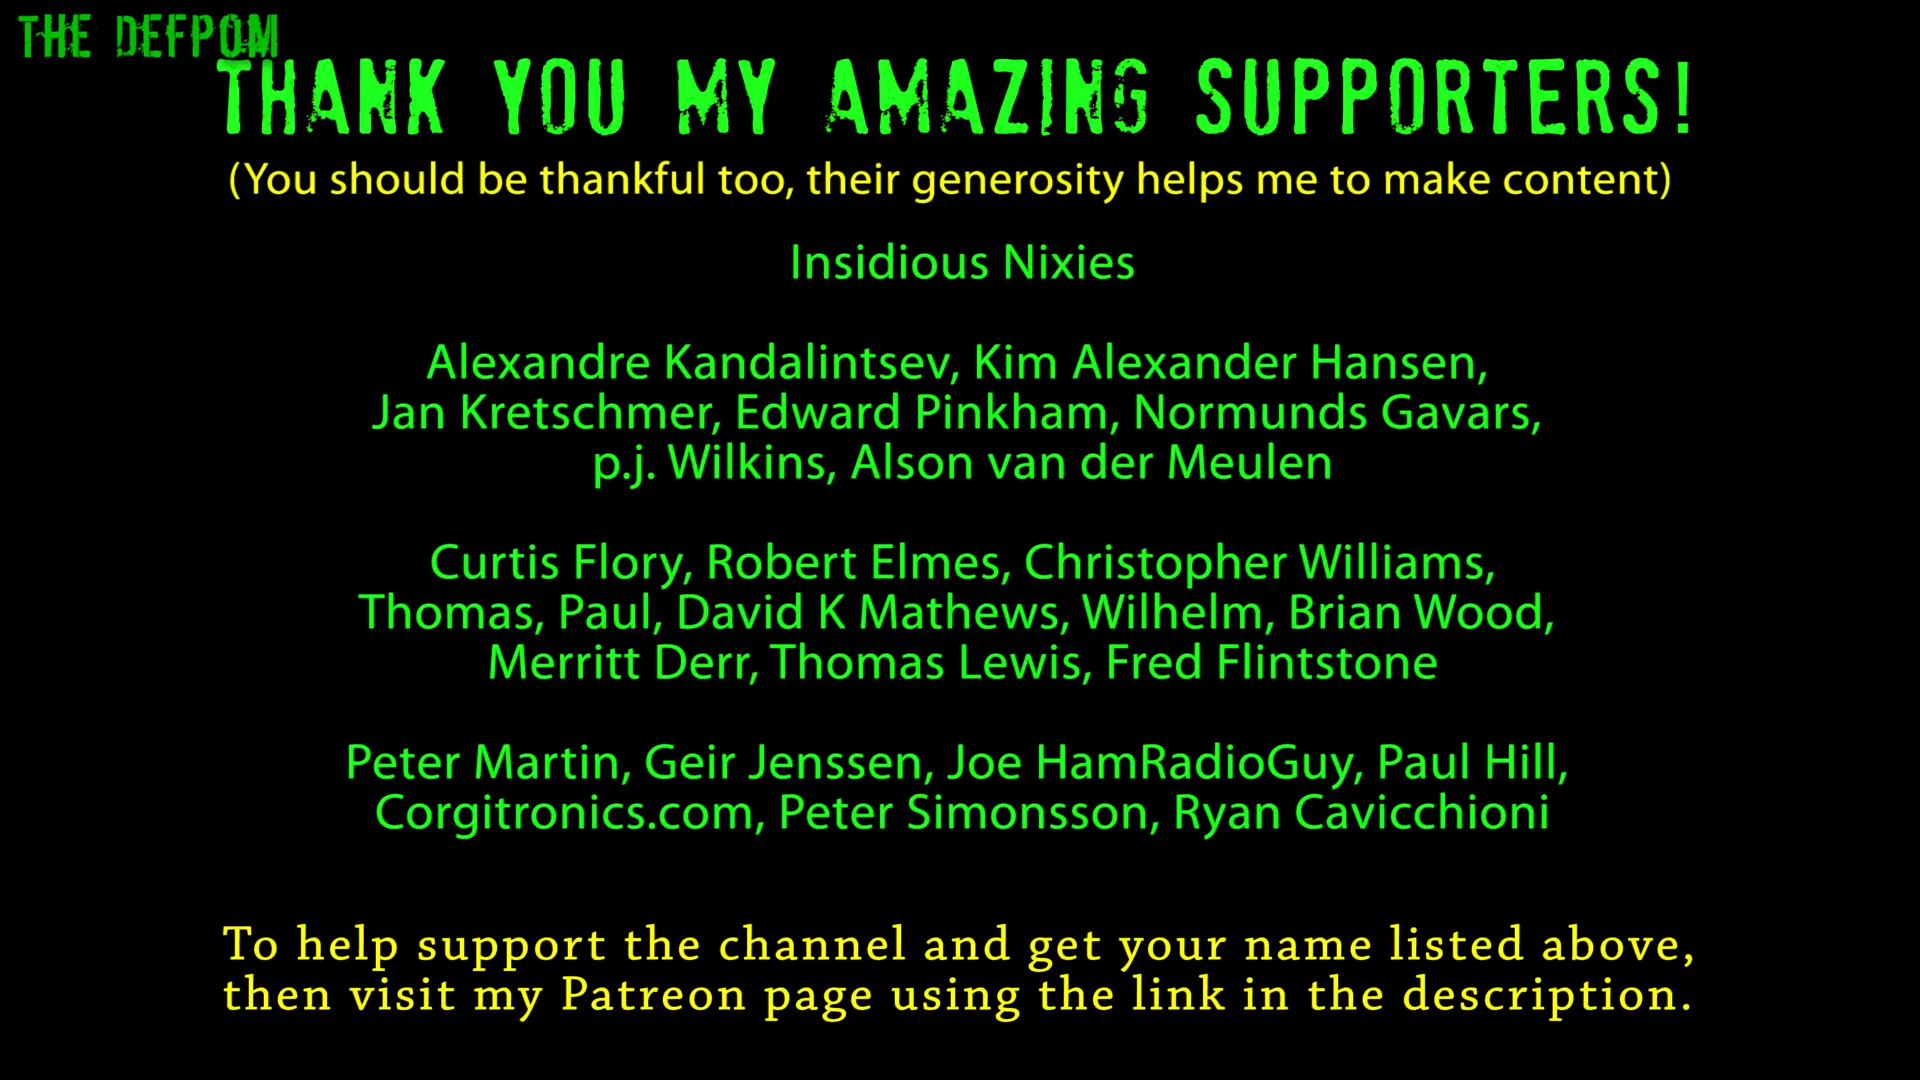 THE DEFPOM
THANK YOU MY AMAZING SUPPORTERS!
(You should be thankful too, their generosity helps me to make content)
Insidious Nixies
Alexandre Kandalintsev, Kim Alexander Hansen,
Jan Kretschmer, Edward Pinkham, Normunds Gavars,
p.j. Wilkins, Alson van der Meulen
Curtis Flory, Robert Elmes, Christopher Williams,
Thomas, Paul, David K Mathews, Wilhelm, Brian Wood,
Merritt Derr, Thomas Lewis, Fred Flintstone
Peter Martin, Geir Jenssen, Joe HamRadioGuy, Paul Hill,
Corgitronics.com, Peter Simonsson, Ryan Cavicchioni
To help support the channel and get your name listed above,
then visit my Patreon page using the link in the description.